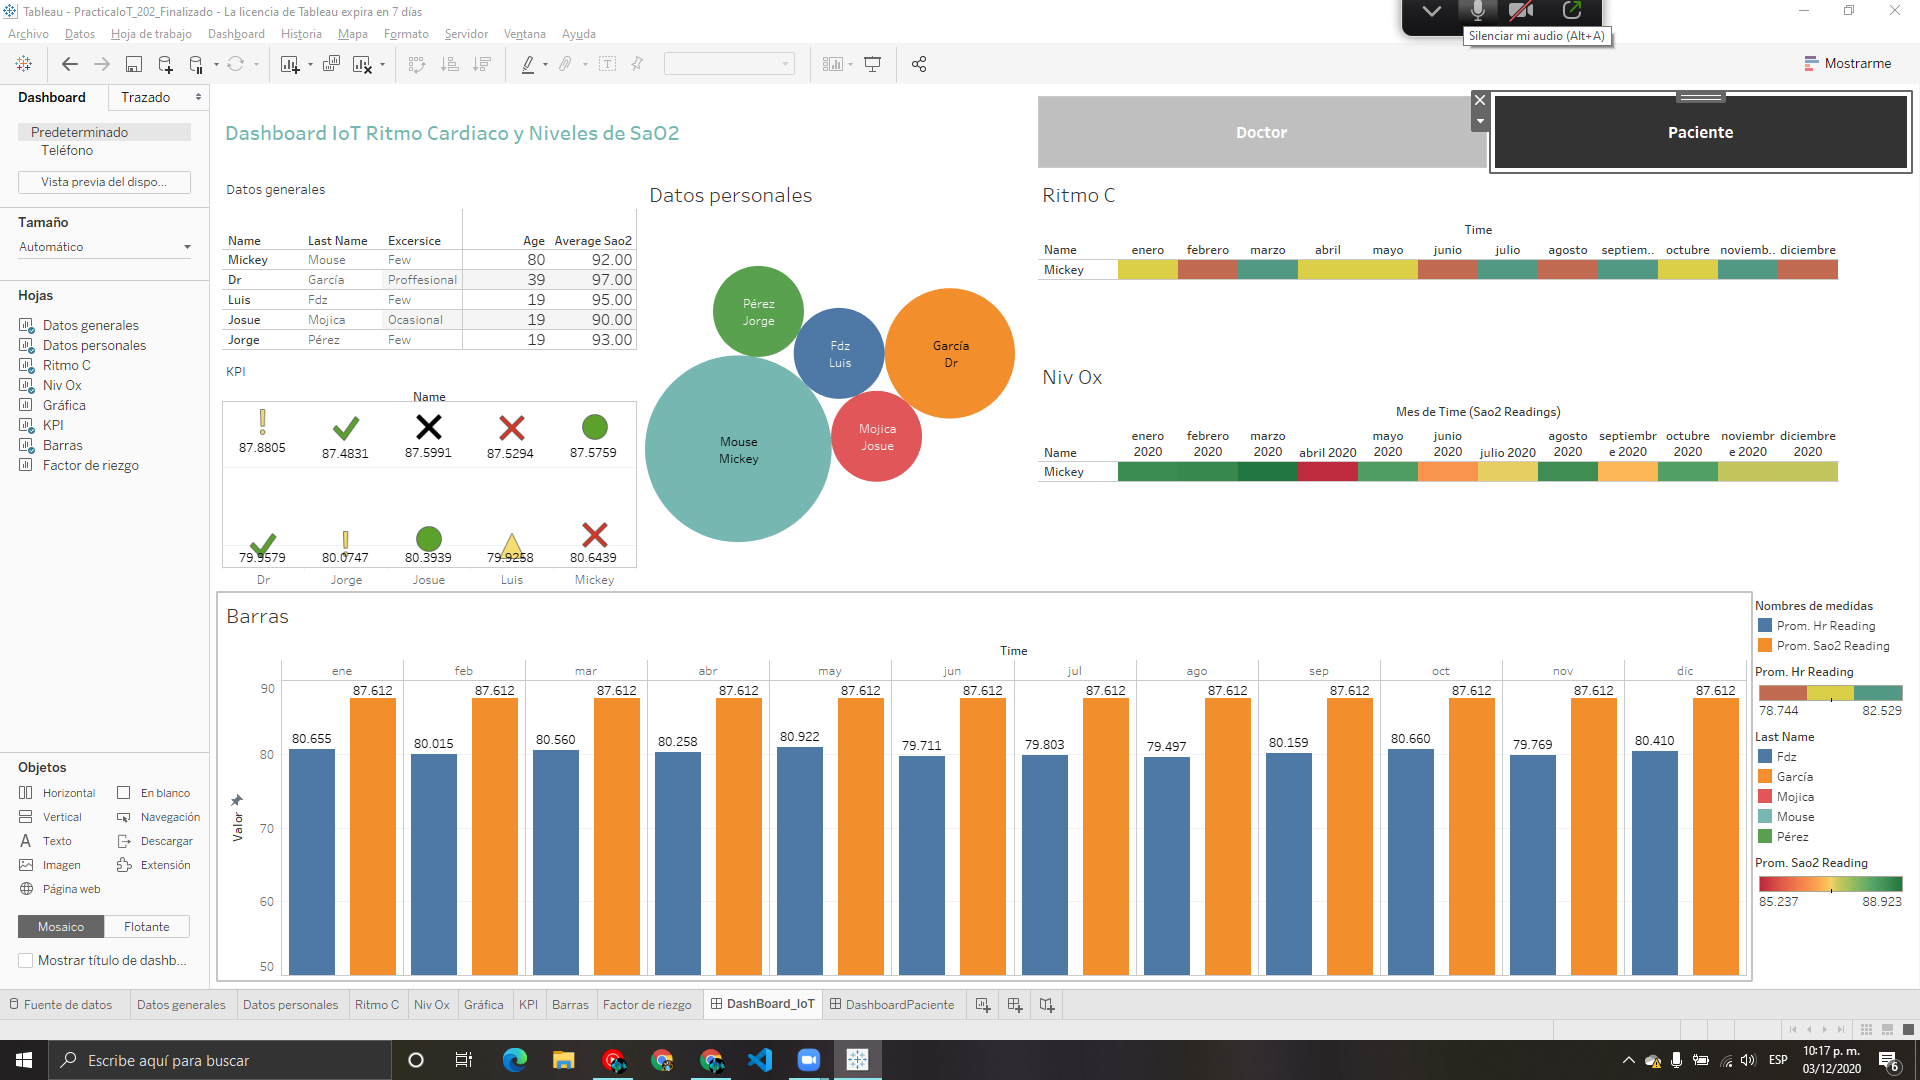 Tableau - PracticaIoT_202_Finalizado - La licencia de Tableau expira en 7 días
Silenciar mi audio (Alt+A)
Archivo Datos Hoja de trabajo Dashboard Historia Mapa Formato Servidor Ventana Ayuda
Mostrarme
Dashboard Trazado
Predeterminado
Teléfono
Vista previa del dispo...
Tamaño
Automático
Hojas
Datos generales
Datos personales
Ritmo C
Niv Ox
Gráfica
KPI
Barras
Factor de riezgo
Objetos
Horizontal En blanco
Vertical Navegación
Texto Descargar
Imagen Extensión
Página web
Mosaico Flotante
Mostrar título de dashb...
Dashboard IoT Ritmo Cardiaco y Niveles de SaO2
Doctor
Paciente
Datos generales
Name Last Name Excersice Age Average Sao2
Mickey Mouse Few 80 92.00
Dr García Proffesional 39 97.00
Luis Fdz Few 19 95.00
Josue Mojica Ocasional 19 90.00
Jorge Pérez Few 19 93.00
KPI
Name
87.8805 87.4831 87.5991 87.5294 87.5759
79.9579 80.0747 80.3939 79.9258 80.6439
Dr Jorge Josue Luis Mickey
Datos personales
Pérez
Jorge
Fdz
Luis
García
Dr
Mojica
Josue
Mouse
Mickey
Ritmo C
Time
Name enero febrero marzo abril mayo junio julio agosto septiem.. octubre noviemb.. diciembre
Mickey
Niv Ox
Mes de Time (Sao2 Readings)
Name enero 2020 febrero 2020 marzo 2020 abril 2020 mayo 2020 junio 2020 julio 2020 agosto 2020 septiembr e 2020 octubre 2020 noviembr e 2020 diciembre 2020
Mickey
Barras
Time
ene feb mar abr may jun jul ago sep oct nov dic
90
80
70
60
50
Valor
87.612 87.612 87.612 87.612 87.612 87.612 87.612 87.612 87.612 87.612 87.612 87.612
80.655 80.015 80.560 80.258 80.922 79.711 79.803 79.497 80.159 80.660 79.769 80.410
Nombres de medidas
Prom. Hr Reading
Prom. Sao2 Reading
Prom. Hr Reading
78.744 82.529
Last Name
Fdz
García
Mojica
Mouse
Pérez
Prom. Sao2 Reading
85.237 88.923
Fuente de datos Datos generales Datos personales Ritmo C Niv Ox Gráfica KPI Barras Factor de riezgo DashBoard_IoT DashboardPaciente
Escribe aquí para buscar
ESP
10:17 p. m.
03/12/2020
6